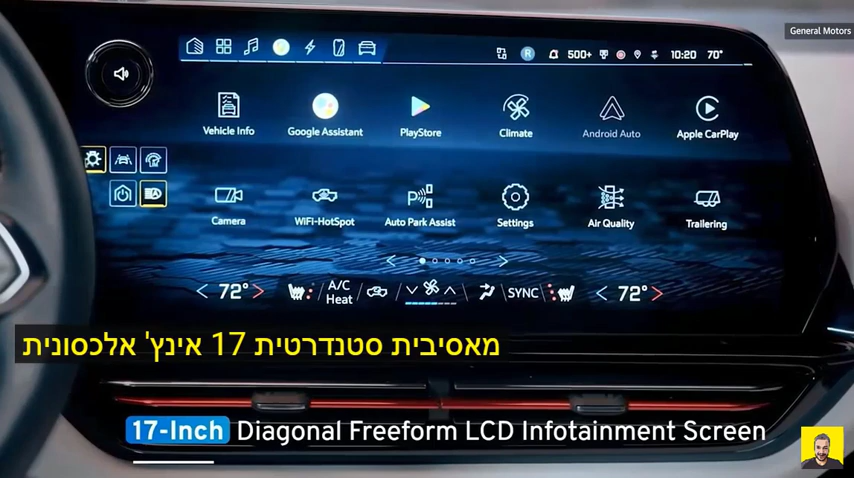 General Motors
R 500+ 10:20 70°
Vehicle Info Google Assistant PlayStore Climate Android Auto Apple CarPlay
Camera WiFi-HotSpot Auto Park Assist Settings Air Quality Trailering
72° A/C Heat SYNC 72°
מאסיבית סטנדרטית 17 אינץ' אלכסונית
17-Inch Diagonal Freeform LCD Infotainment Screen